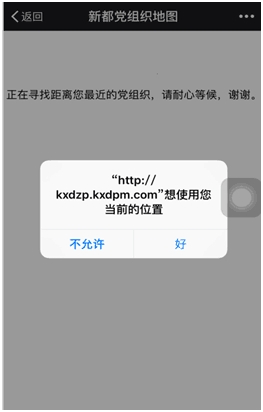 返回 新都党组织地图 •••
正在寻找距离您最近的党组织，请耐心等候，谢谢。
“http://
kxdzp.kxdpm.com”想使用您
当前的位置
不允许 好